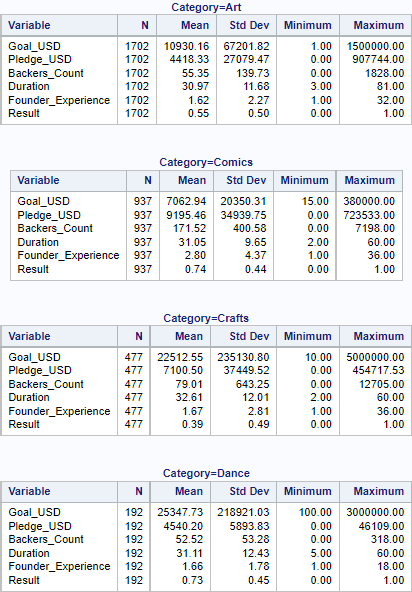 Category=Art
Variable N Mean Std Dev Minimum Maximum
Goal_USD 1702 10930.16 67201.82 1.00 1500000.00
Pledge_USD 1702 4418.33 27079.47 0.00 907744.00
Backers_Count 1702 55.35 139.73 0.00 1828.00
Duration 1702 30.97 11.68 3.00 81.00
Founder_Experience 1702 1.62 2.27 1.00 32.00
Result 1702 0.55 0.50 0.00 1.00
Category=Comics
Variable N Mean Std Dev Minimum Maximum
Goal_USD 937 7062.94 20350.31 15.00 380000.00
Pledge_USD 937 9195.46 34939.75 0.00 723533.00
Backers_Count 937 171.52 400.58 0.00 7198.00
Duration 937 31.05 9.65 2.00 60.00
Founder_Experience 937 2.80 4.37 1.00 36.00
Result 937 0.74 0.44 0.00 1.00
Category=Crafts
Variable N Mean Std Dev Minimum Maximum
Goal_USD 477 22512.55 235130.80 10.00 5000000.00
Pledge_USD 477 7100.50 37449.52 0.00 454717.53
Backers_Count 477 79.01 643.25 0.00 12705.00
Duration 477 32.61 12.01 2.00 60.00
Founder_Experience 477 1.67 2.81 1.00 36.00
Result 477 0.39 0.49 0.00 1.00
Category=Dance
Variable N Mean Std Dev Minimum Maximum
Goal_USD 192 25347.73 218921.03 100.00 3000000.00
Pledge_USD 192 4540.20 5893.83 0.00 46109.00
Backers_Count 192 52.52 53.28 0.00 318.00
Duration 192 31.11 12.43 5.00 60.00
Founder_Experience 192 1.66 1.78 1.00 18.00
Result 192 0.73 0.45 0.00 1.00